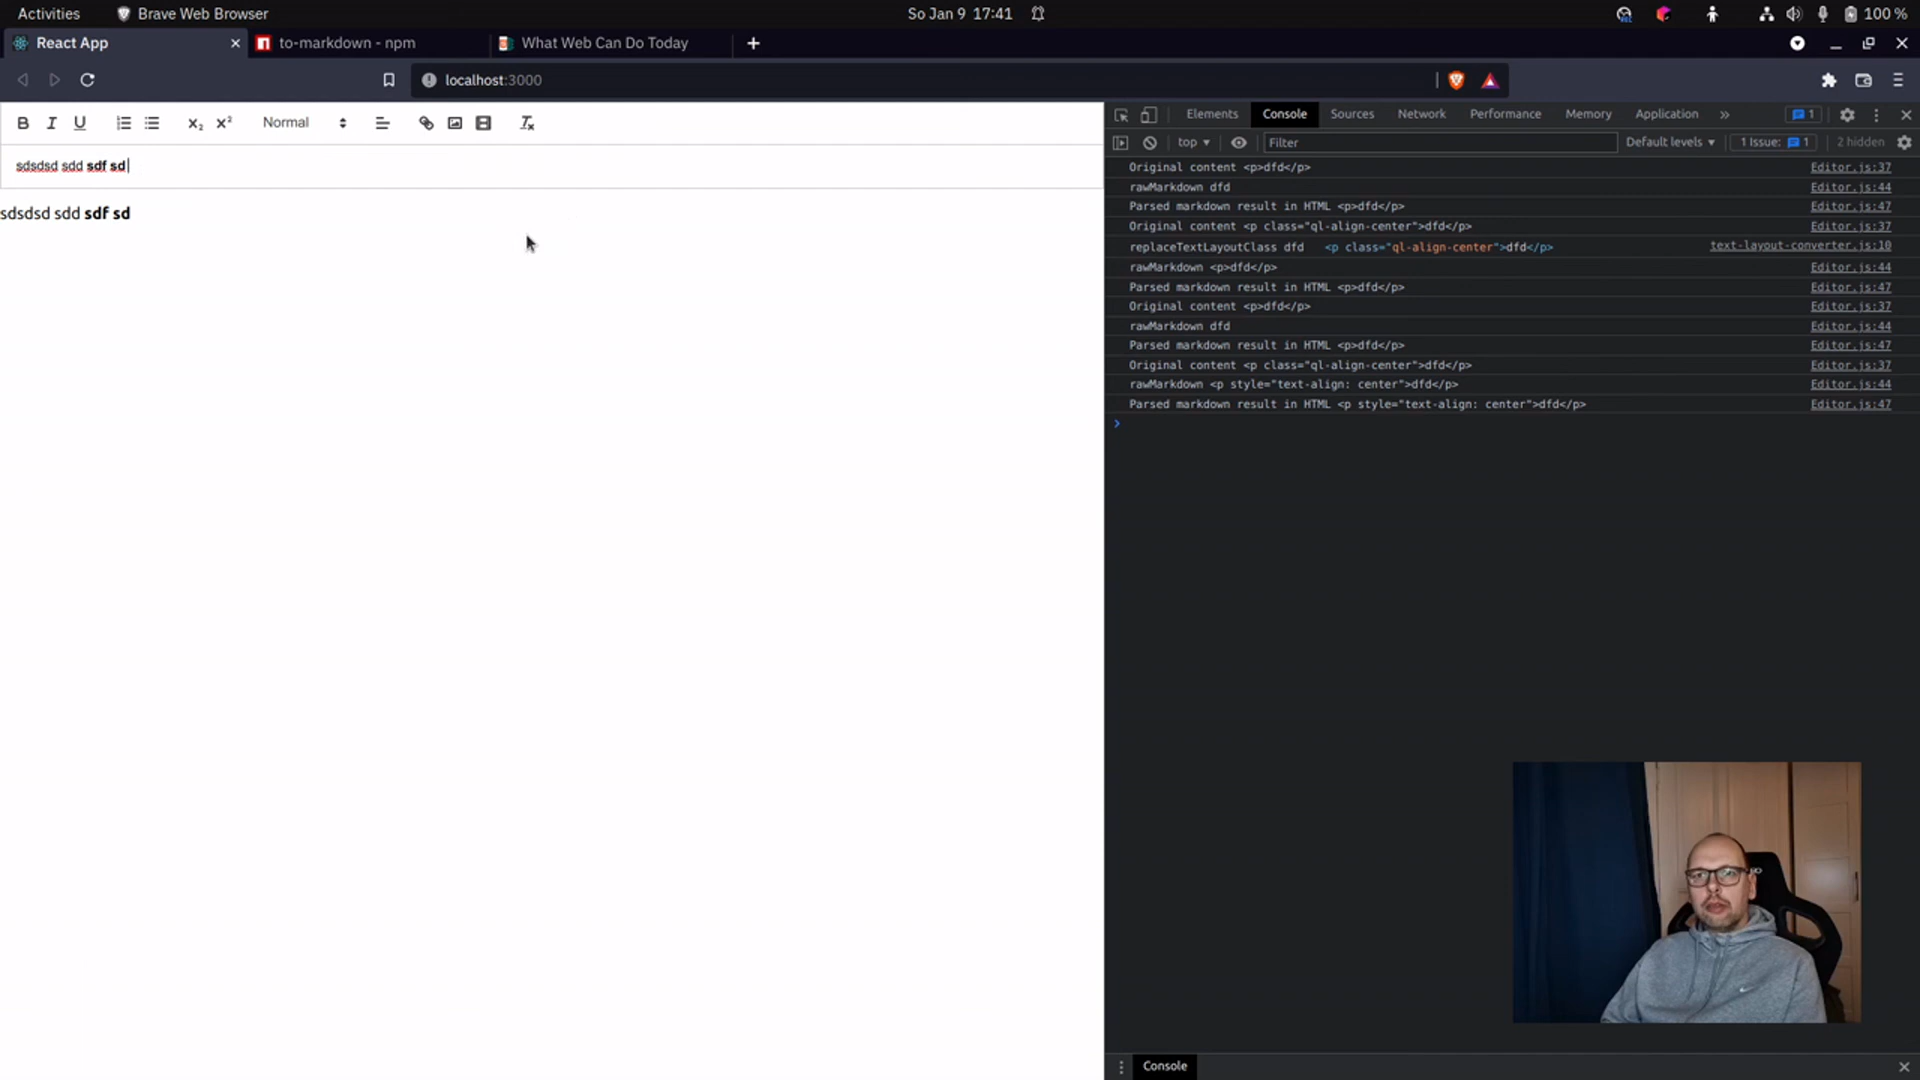 Activities Brave Web Browser So Jan 9 17:41 100 %
React App to-markdown - npm What Web Can Do Today
localhost:3000
B I U X₂ X² Normal
Elements Console Sources Network Performance Memory Application » 1
top Filter Default levels 1 Issue: 1 2 hidden
sdsdsd sdd sdf sd
sdsdsd sdd sdf sd
Original content <p>dfd</p> Editor.js:37
rawMarkdown dfd Editor.js:44
Parsed markdown result in HTML <p>dfd</p> Editor.js:47
Original content <p class="ql-align-center">dfd</p> Editor.js:37
replaceTextLayoutClass dfd <p class="ql-align-center">dfd</p> text-layout-converter.js:10
rawMarkdown <p>dfd</p> Editor.js:44
Parsed markdown result in HTML <p>dfd</p> Editor.js:47
Original content <p>dfd</p> Editor.js:37
rawMarkdown dfd Editor.js:44
Parsed markdown result in HTML <p>dfd</p> Editor.js:47
Original content <p class="ql-align-center">dfd</p> Editor.js:37
rawMarkdown <p style="text-align: center">dfd</p> Editor.js:44
Parsed markdown result in HTML <p style="text-align: center">dfd</p> Editor.js:47
Console